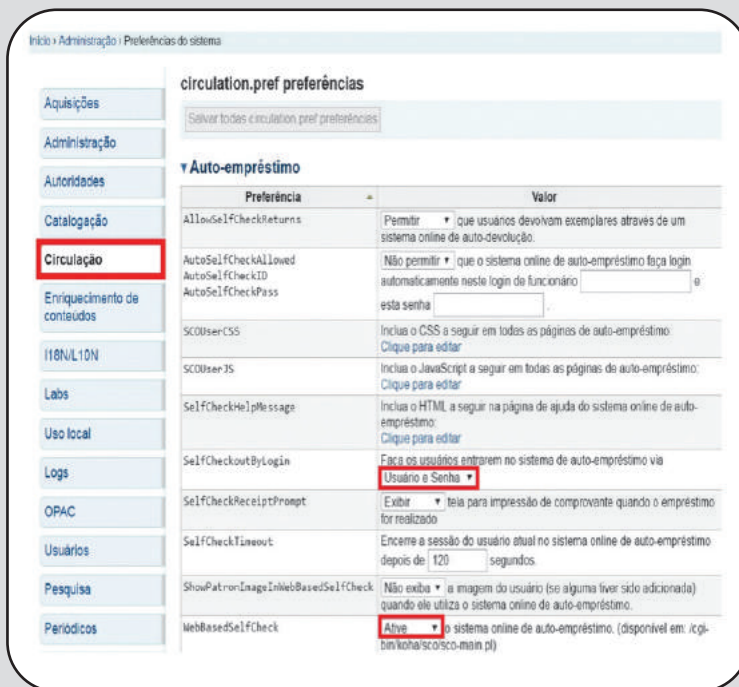 Início › Administração › Preferências do sistema
Aquisições
Administração
Autoridades
Catalogação
Circulação
Enriquecimento de
conteúdos
I18N/L10N
Labs
Uso local
Logs
OPAC
Usuários
Pesquisa
Periódicos
circulation.pref preferências
Salvar todas circulation.pref preferências
Auto-empréstimo
Preferência Valor
AllowSelfCheckReturns
Permitir que usuários devolvam exemplares através de um
sistema online de auto-devolução.
AutoSelfCheckAllowed
AutoSelfCheckID
AutoSelfCheckPass
Não permitir que o sistema online de auto-empréstimo faça login
automaticamente neste login de funcionário e
esta senha .
SCOUserCSS
Inclua o CSS a seguir em todas as páginas de auto-empréstimo:
Clique para editar
SCOUserJS
Inclua o JavaScript a seguir em todas as páginas de auto-empréstimo:
Clique para editar
SelfCheckHelpMessage
Inclua o HTML a seguir na página de ajuda do sistema online de auto-
empréstimo:
Clique para editar
SelfCheckoutByLogin
Faça os usuários entrarem no sistema de auto-empréstimo via
Usuário e Senha
SelfCheckReceiptPrompt
Exibir tela para impressão de comprovante quando o empréstimo
for realizado
SelfCheckTimeout
Encerre a sessão do usuário atual no sistema online de auto-empréstimo
depois de 120 segundos.
ShowPatronImageInWebBasedSelfCheck
Não exiba a imagem do usuário (se alguma tiver sido adicionada)
quando ele utiliza o sistema online de auto-empréstimo.
WebBasedSelfCheck
Ative o sistema online de auto-empréstimo. (disponível em: /cgi-
bin/koha/sco/sco-main.pl)